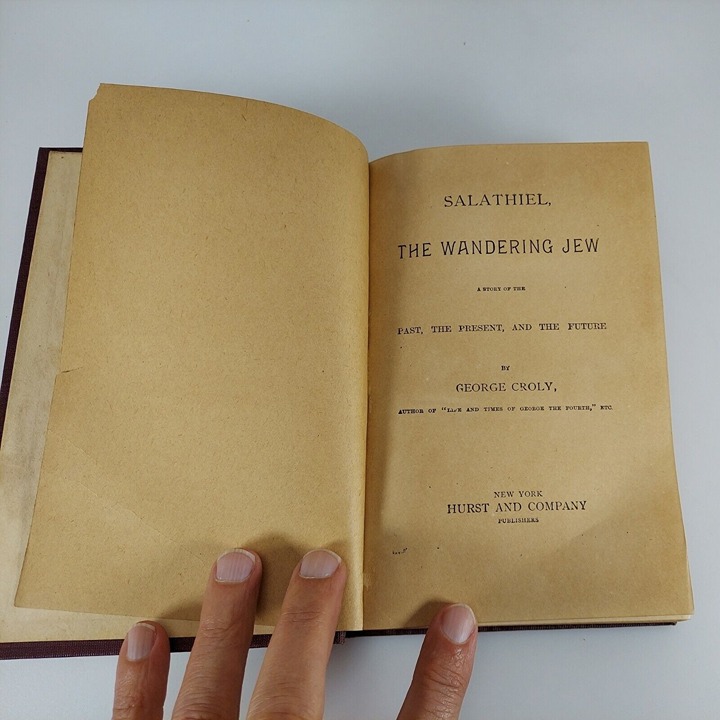 SALATHIEL,
THE WANDERING JEW
A STORY OF THE
PAST, THE PRESENT, AND THE FUTURE
BY
GEORGE CROLY,
AUTHOR OF "LIFE AND TIMES OF GEORGE THE FOURTH," ETC.
NEW YORK
HURST AND COMPANY
PUBLISHERS